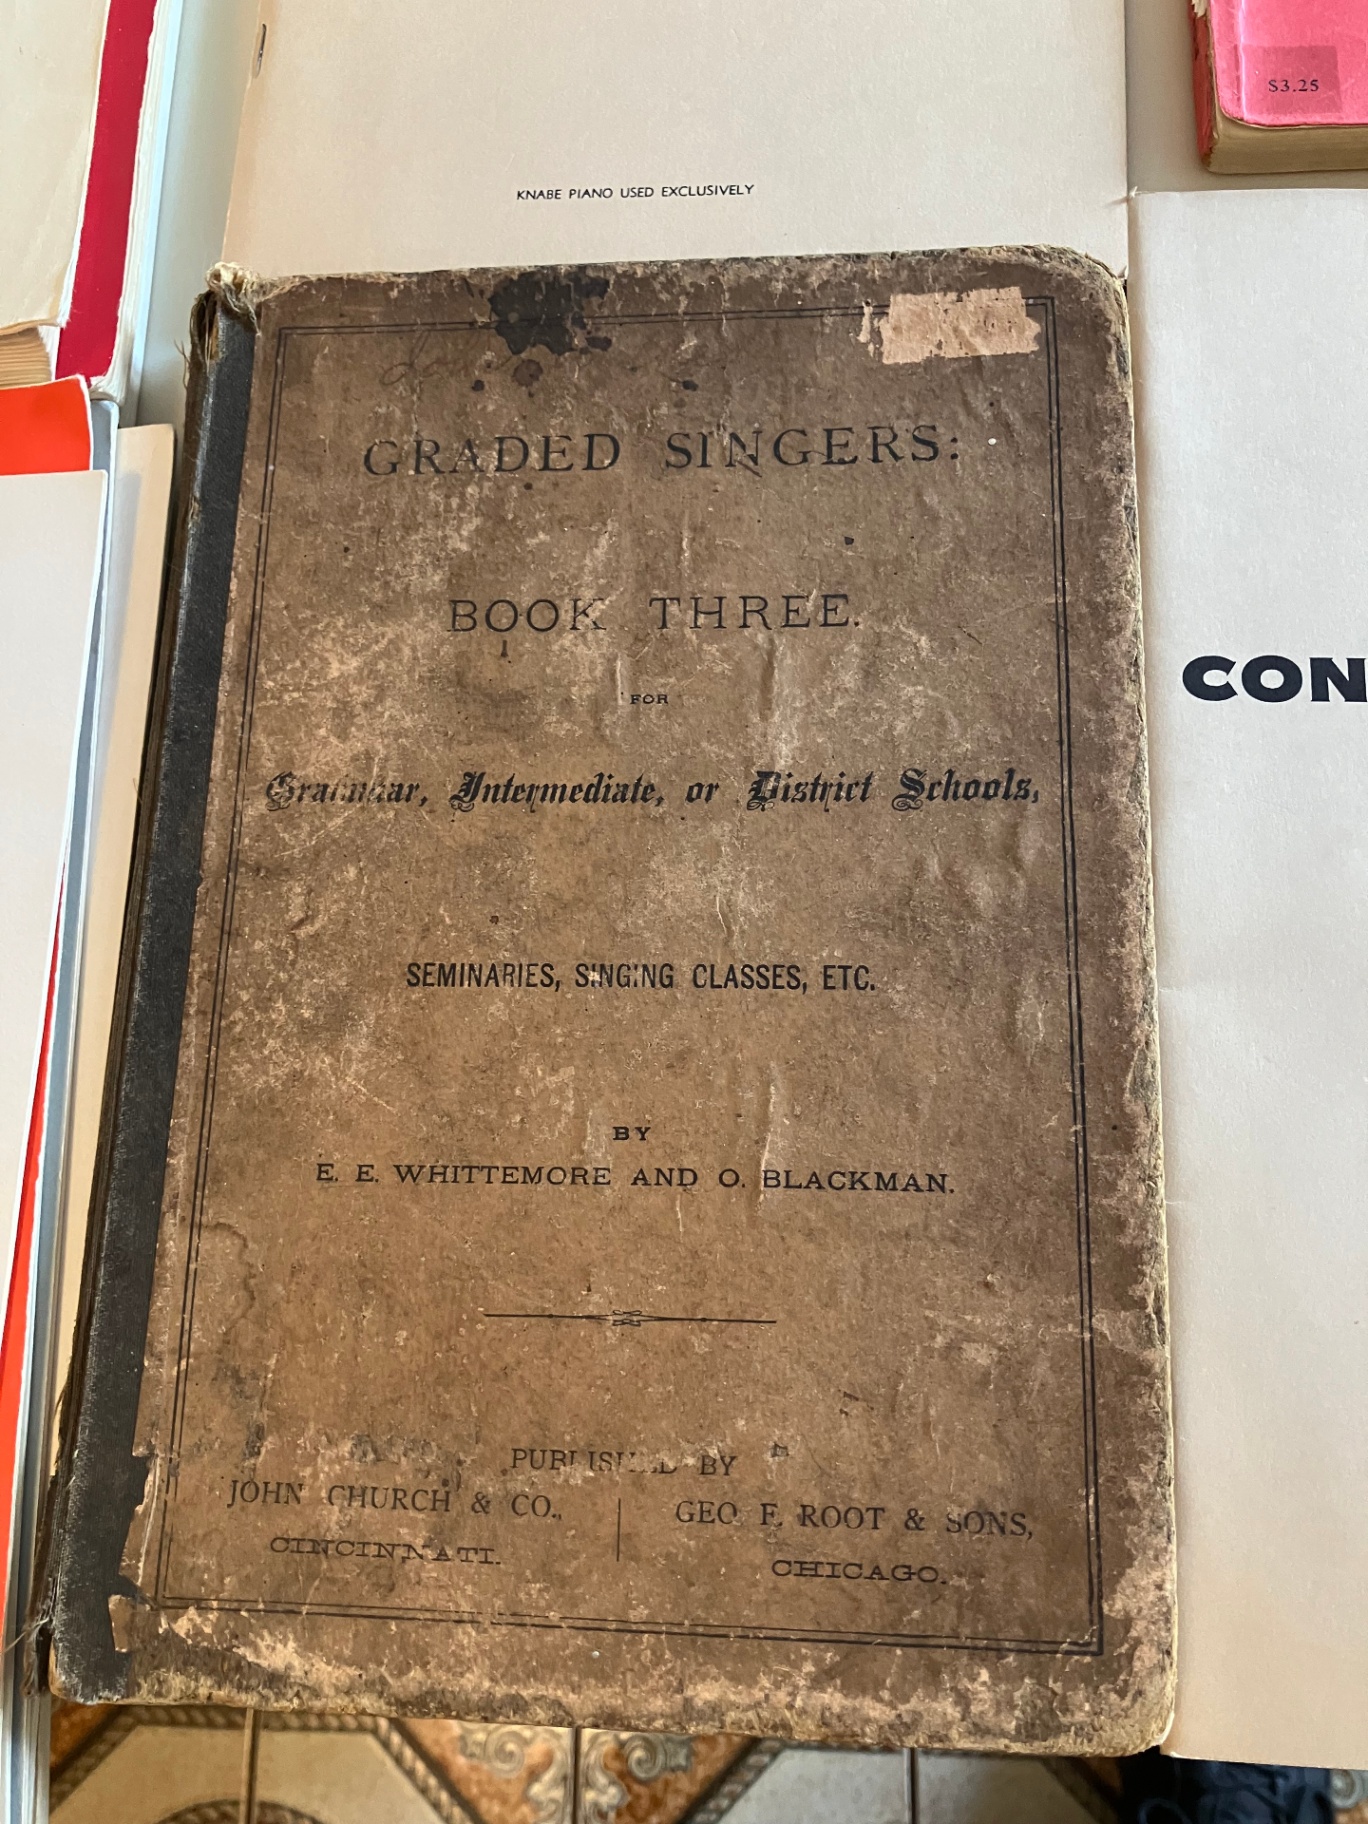 $3.25
KNABE PIANO USED EXCLUSIVELY
GRADED SINGERS:
BOOK THREE.
FOR
Grammar, Intermediate, or District Schools,
CON
SEMINARIES, SINGING CLASSES, ETC.
BY
E. E. WHITTEMORE AND O. BLACKMAN.
PUBLISHED BY
JOHN CHURCH & CO.,
CINCINNATI.
GEO. F. ROOT & SONS,
CHICAGO.